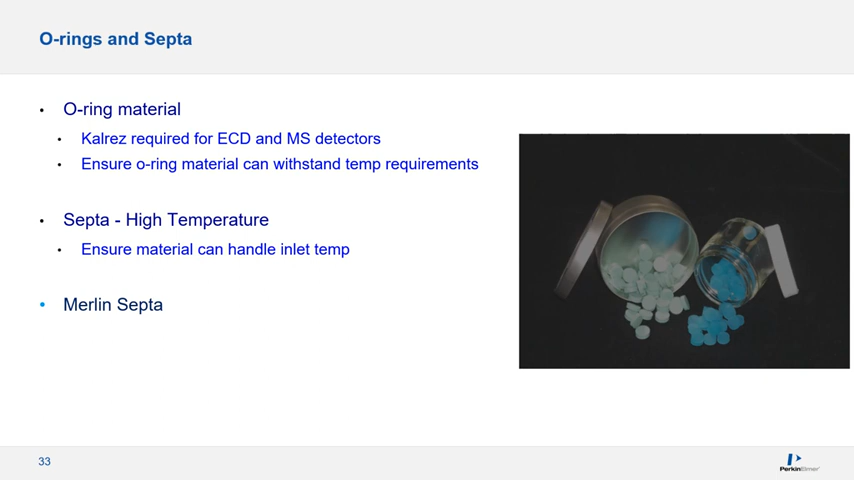 O-rings and Septa
• O-ring material
• Kalrez required for ECD and MS detectors
• Ensure o-ring material can withstand temp requirements
• Septa - High Temperature
• Ensure material can handle inlet temp
• Merlin Septa
33
PerkinElmer